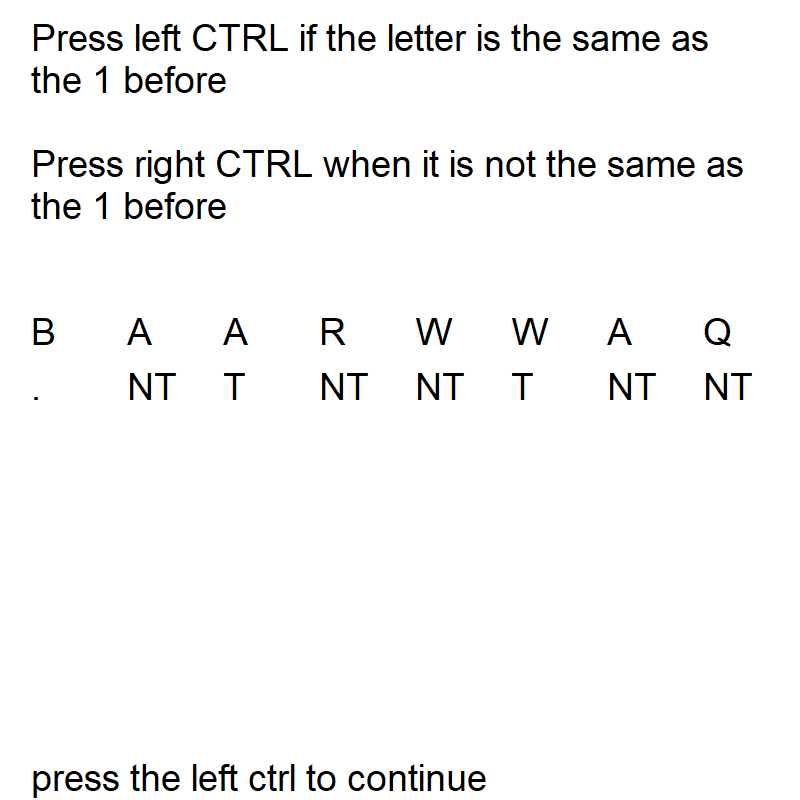 Press left CTRL if the letter is the same as
the 1 before
Press right CTRL when it is not the same as
the 1 before
B A A R W W A Q
. NT T NT NT T NT NT
press the left ctrl to continue